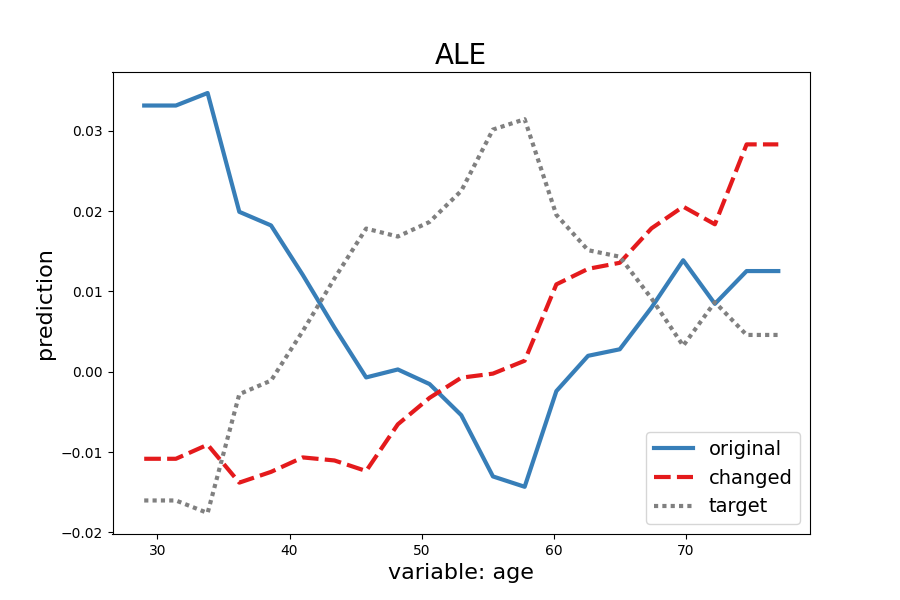 ALE
prediction
0.03
0.02
0.01
0.00
−0.01
−0.02
30 40 50 60 70
variable: age
original
changed
target